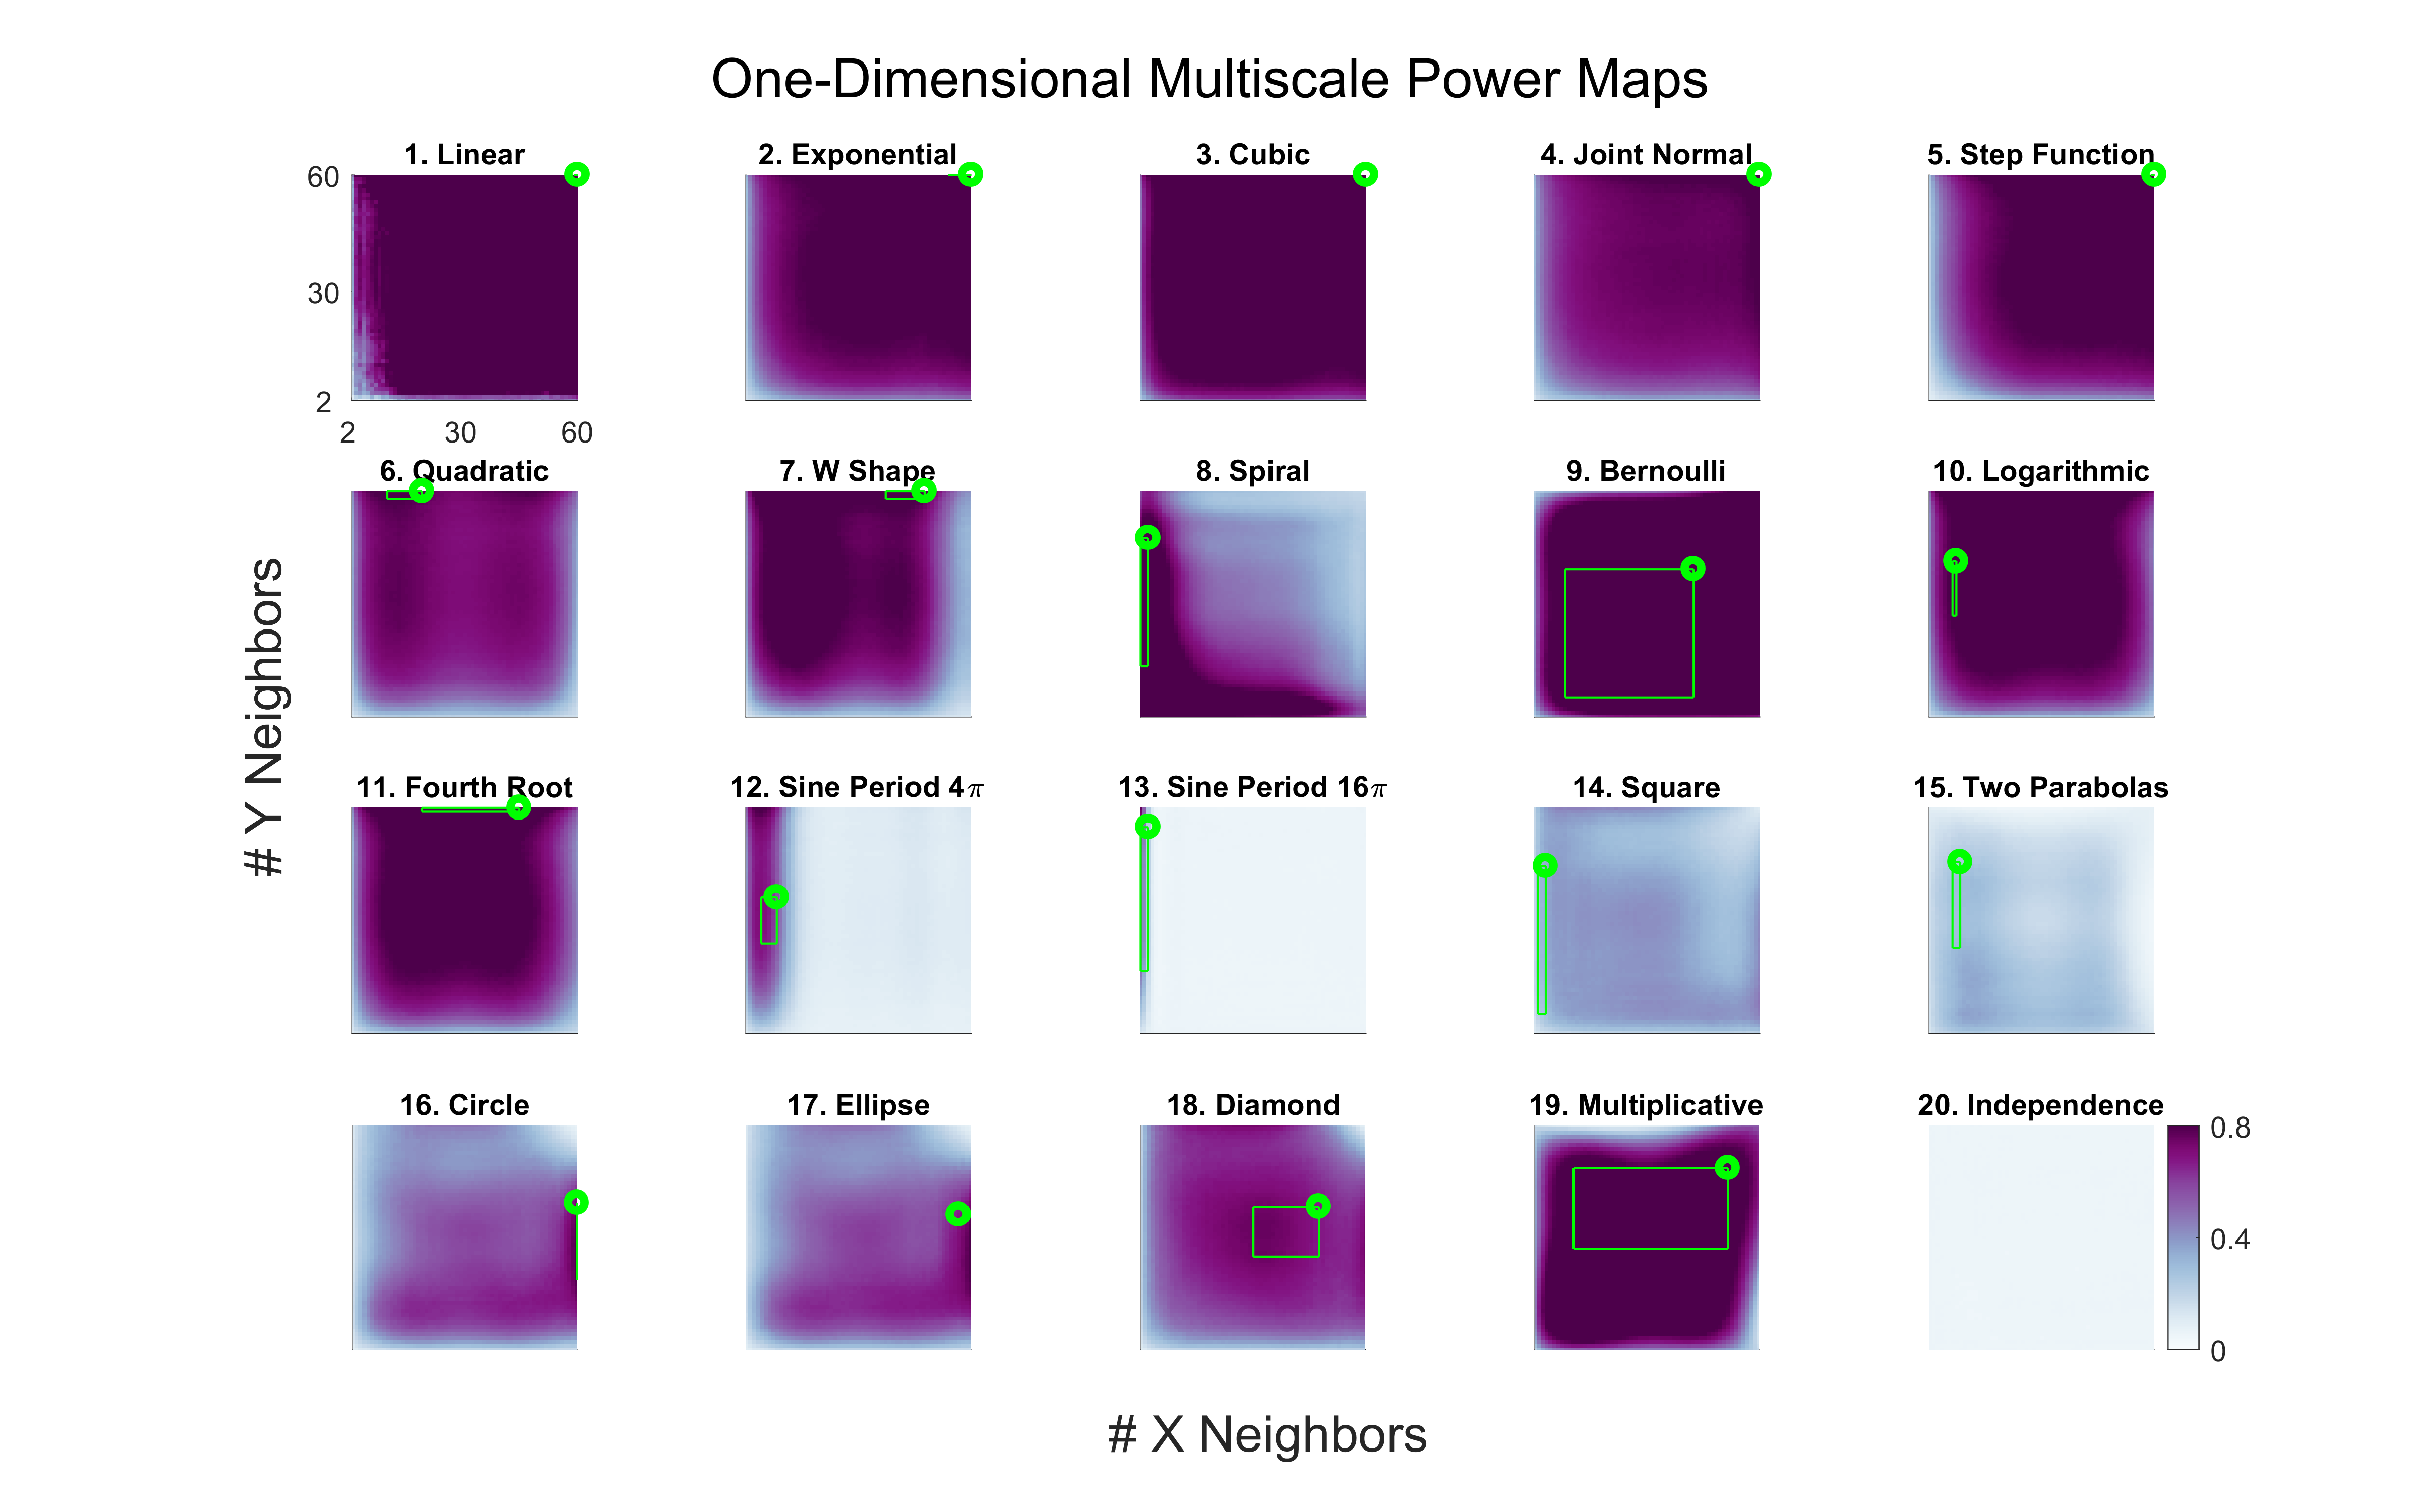 One-Dimensional Multiscale Power Maps
1. Linear
2. Exponential
3. Cubic
4. Joint Normal
5. Step Function
60
30
2
2
30
60
6. Quadratic
7. W Shape
8. Spiral
9. Bernoulli
10. Logarithmic
# Y Neighbors
11. Fourth Root
12. Sine Period 4π
13. Sine Period 16π
14. Square
15. Two Parabolas
16. Circle
17. Ellipse
18. Diamond
19. Multiplicative
20. Independence
0.8
0.4
0
# X Neighbors